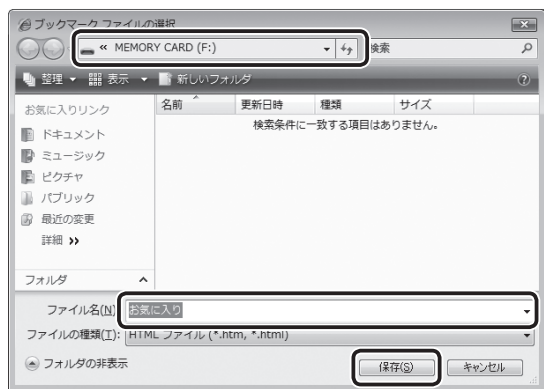 ブックマーク ファイルの選択
« MEMORY CARD (F:)
検索
整理 表示 新しいフォルダ
お気に入りリンク
ドキュメント
ミュージック
ピクチャ
パブリック
最近の変更
詳細 »
フォルダ
名前 更新日時 種類 サイズ
検索条件に一致する項目はありません。
ファイル名(N): お気に入り
ファイルの種類(T): HTML ファイル (*.htm, *.html)
フォルダの非表示
保存(S) キャンセル